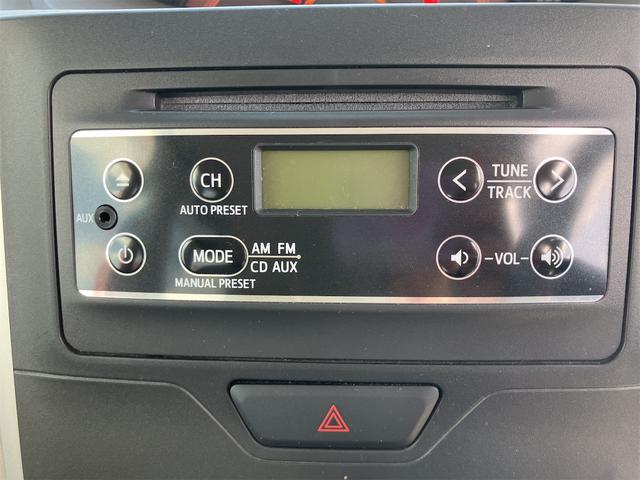 CH
AUTO PRESET
TUNE
TRACK
AUX
MODE
AM FM
CD AUX
MANUAL PRESET
VOL